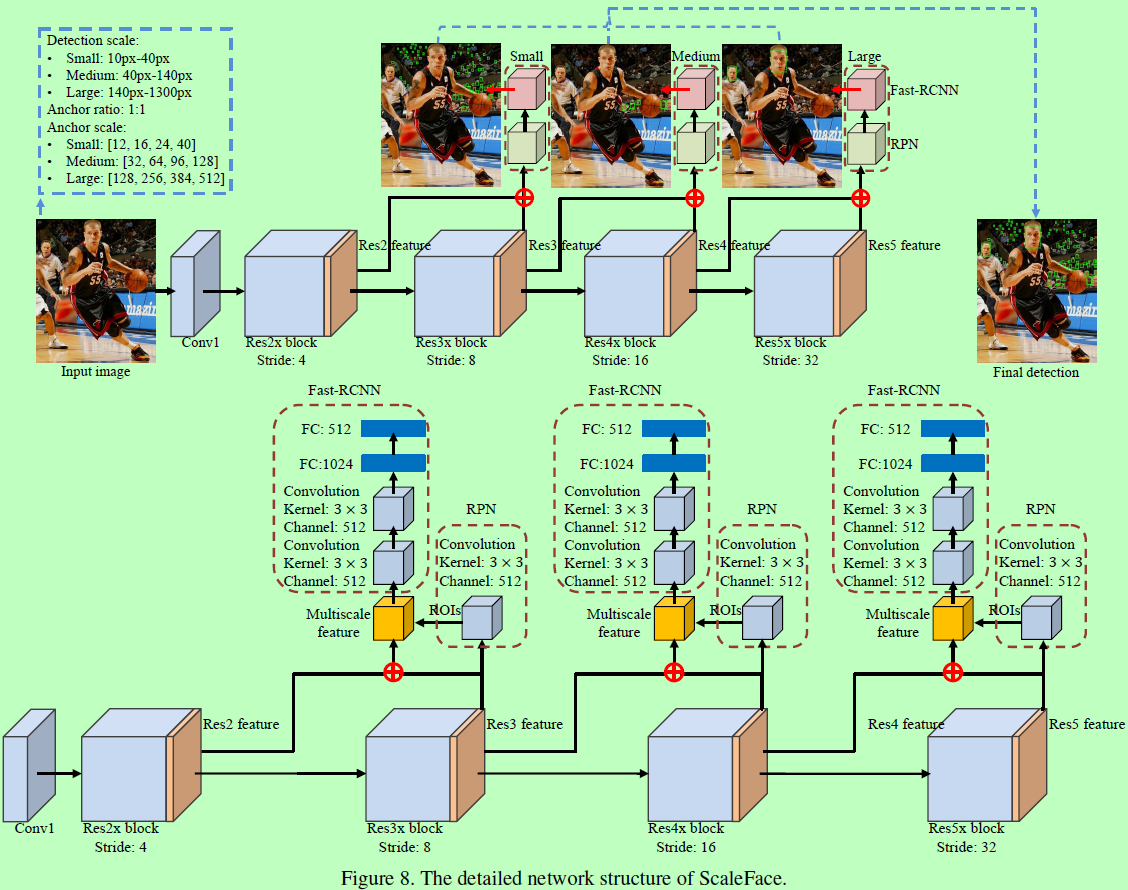 Detection scale:
• Small: 10px-40px
• Medium: 40px-140px
• Large: 140px-1300px
Anchor ratio: 1:1
Anchor scale:
• Small: [12, 16, 24, 40]
• Medium: [32, 64, 96, 128]
• Large: [128, 256, 384, 512]
Small
Medium
Large
Fast-RCNN
RPN
Res2 feature
Res3 feature
Res4 feature
Res5 feature
Input image
Conv1
Res2x block
Stride: 4
Res3x block
Stride: 8
Res4x block
Stride: 16
Res5x block
Stride: 32
Final detection
Fast-RCNN
FC: 512
FC:1024
Convolution
Kernel: 3 × 3
Channel: 512
Convolution
Kernel: 3 × 3
Channel: 512
RPN
Convolution
Kernel: 3 × 3
Channel: 512
Multiscale
feature
ROIs
Fast-RCNN
FC: 512
FC:1024
Convolution
Kernel: 3 × 3
Channel: 512
Convolution
Kernel: 3 × 3
Channel: 512
RPN
Convolution
Kernel: 3 × 3
Channel: 512
Multiscale
feature
ROIs
Fast-RCNN
FC: 512
FC:1024
Convolution
Kernel: 3 × 3
Channel: 512
Convolution
Kernel: 3 × 3
Channel: 512
RPN
Convolution
Kernel: 3 × 3
Channel: 512
Multiscale
feature
ROIs
Res2 feature
Res3 feature
Res4 feature
Res5 feature
Conv1
Res2x block
Stride: 4
Res3x block
Stride: 8
Res4x block
Stride: 16
Res5x block
Stride: 32
Figure 8. The detailed network structure of ScaleFace.